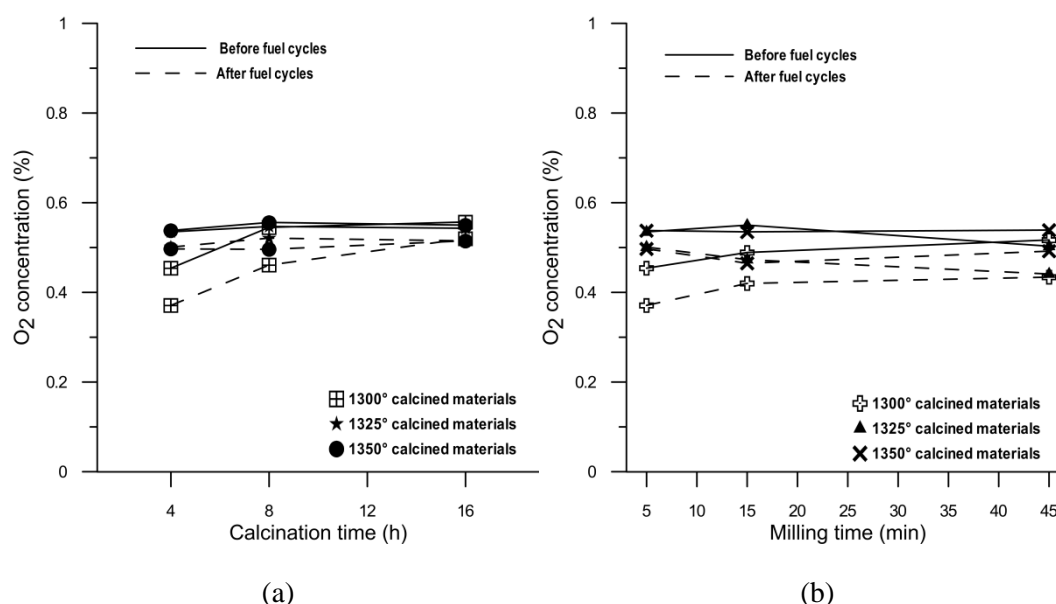 1
0.8
0.6
0.4
0.2
0
O2 concentration (%)
Before fuel cycles
After fuel cycles
1300° calcined materials
1325° calcined materials
1350° calcined materials
4 8 12 16
Calcination time (h)
(a)
1
0.8
0.6
0.4
0.2
0
O2 concentration (%)
Before fuel cycles
After fuel cycles
1300° calcined materials
1325° calcined materials
1350° calcined materials
5 10 15 20 25 30 35 40 45
Milling time (min)
(b)